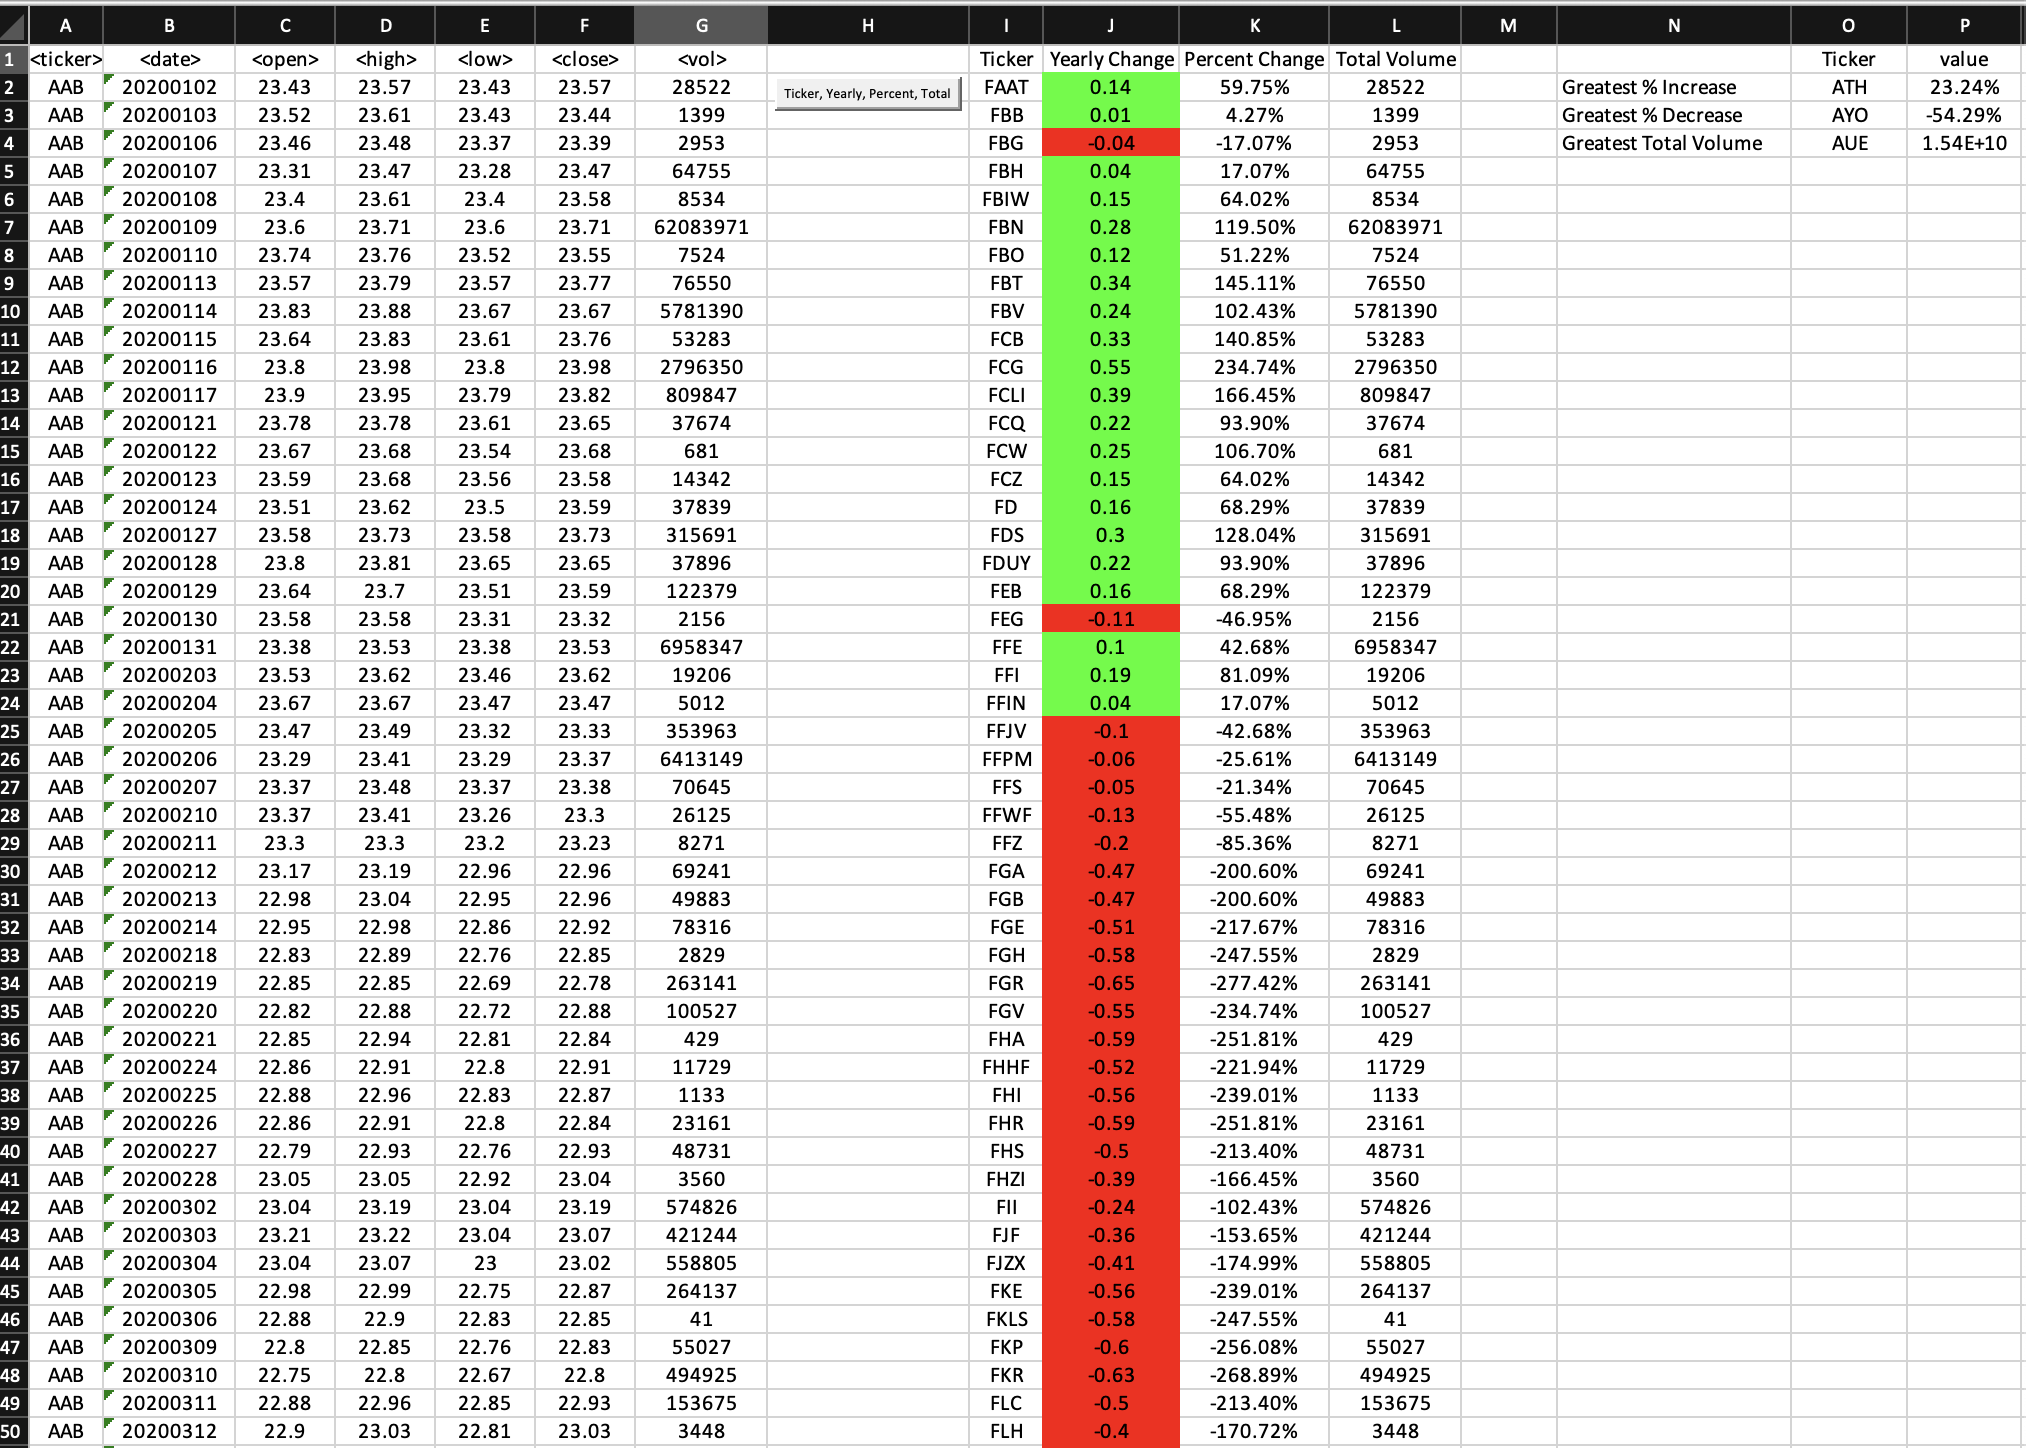 A B C D E F G H I J K L M N O P
1 <ticker> <date> <open> <high> <low> <close> <vol> Ticker Yearly Change Percent Change Total Volume Ticker value
2 AAB 20200102 23.43 23.57 23.43 23.57 28522 Ticker, Yearly, Percent, Total FAAT 0.14 59.75% 28522 Greatest % Increase ATH 23.24%
3 AAB 20200103 23.52 23.61 23.43 23.44 1399 FBB 0.01 4.27% 1399 Greatest % Decrease AYO -54.29%
4 AAB 20200106 23.46 23.48 23.37 23.39 2953 FBG -0.04 -17.07% 2953 Greatest Total Volume AUE 1.54E+10
5 AAB 20200107 23.31 23.47 23.28 23.47 64755 FBH 0.04 17.07% 64755
6 AAB 20200108 23.4 23.61 23.4 23.58 8534 FBIW 0.15 64.02% 8534
7 AAB 20200109 23.6 23.71 23.6 23.71 62083971 FBN 0.28 119.50% 62083971
8 AAB 20200110 23.74 23.76 23.52 23.55 7524 FBO 0.12 51.22% 7524
9 AAB 20200113 23.57 23.79 23.57 23.77 76550 FBT 0.34 145.11% 76550
10 AAB 20200114 23.83 23.88 23.67 23.67 5781390 FBV 0.24 102.43% 5781390
11 AAB 20200115 23.64 23.83 23.61 23.76 53283 FCB 0.33 140.85% 53283
12 AAB 20200116 23.8 23.98 23.8 23.98 2796350 FCG 0.55 234.74% 2796350
13 AAB 20200117 23.9 23.95 23.79 23.82 809847 FCLI 0.39 166.45% 809847
14 AAB 20200121 23.78 23.78 23.61 23.65 37674 FCQ 0.22 93.90% 37674
15 AAB 20200122 23.67 23.68 23.54 23.68 681 FCW 0.25 106.70% 681
16 AAB 20200123 23.59 23.68 23.56 23.58 14342 FCZ 0.15 64.02% 14342
17 AAB 20200124 23.51 23.62 23.5 23.59 37839 FD 0.16 68.29% 37839
18 AAB 20200127 23.58 23.73 23.58 23.73 315691 FDS 0.3 128.04% 315691
19 AAB 20200128 23.8 23.81 23.65 23.65 37896 FDUY 0.22 93.90% 37896
20 AAB 20200129 23.64 23.7 23.51 23.59 122379 FEB 0.16 68.29% 122379
21 AAB 20200130 23.58 23.58 23.31 23.32 2156 FEG -0.11 -46.95% 2156
22 AAB 20200131 23.38 23.53 23.38 23.53 6958347 FFE 0.1 42.68% 6958347
23 AAB 20200203 23.53 23.62 23.46 23.62 19206 FFI 0.19 81.09% 19206
24 AAB 20200204 23.67 23.67 23.47 23.47 5012 FFIN 0.04 17.07% 5012
25 AAB 20200205 23.47 23.49 23.32 23.33 353963 FFJV -0.1 -42.68% 353963
26 AAB 20200206 23.29 23.41 23.29 23.37 6413149 FFPM -0.06 -25.61% 6413149
27 AAB 20200207 23.37 23.48 23.37 23.38 70645 FFS -0.05 -21.34% 70645
28 AAB 20200210 23.37 23.41 23.26 23.3 26125 FFWF -0.13 -55.48% 26125
29 AAB 20200211 23.3 23.3 23.2 23.23 8271 FFZ -0.2 -85.36% 8271
30 AAB 20200212 23.17 23.19 22.96 22.96 69241 FGA -0.47 -200.60% 69241
31 AAB 20200213 22.98 23.04 22.95 22.96 49883 FGB -0.47 -200.60% 49883
32 AAB 20200214 22.95 22.98 22.86 22.92 78316 FGE -0.51 -217.67% 78316
33 AAB 20200218 22.83 22.89 22.76 22.85 2829 FGH -0.58 -247.55% 2829
34 AAB 20200219 22.85 22.85 22.69 22.78 263141 FGR -0.65 -277.42% 263141
35 AAB 20200220 22.82 22.88 22.72 22.88 100527 FGV -0.55 -234.74% 100527
36 AAB 20200221 22.85 22.94 22.81 22.84 429 FHA -0.59 -251.81% 429
37 AAB 20200224 22.86 22.91 22.8 22.91 11729 FHHF -0.52 -221.94% 11729
38 AAB 20200225 22.88 22.96 22.83 22.87 1133 FHI -0.56 -239.01% 1133
39 AAB 20200226 22.86 22.91 22.8 22.84 23161 FHR -0.59 -251.81% 23161
40 AAB 20200227 22.79 22.93 22.76 22.93 48731 FHS -0.5 -213.40% 48731
41 AAB 20200228 23.05 23.05 22.92 23.04 3560 FHZI -0.39 -166.45% 3560
42 AAB 20200302 23.04 23.19 23.04 23.19 574826 FII -0.24 -102.43% 574826
43 AAB 20200303 23.21 23.22 23.04 23.07 421244 FJF -0.36 -153.65% 421244
44 AAB 20200304 23.04 23.07 23 23.02 558805 FJZX -0.41 -174.99% 558805
45 AAB 20200305 22.98 22.99 22.75 22.87 264137 FKE -0.56 -239.01% 264137
46 AAB 20200306 22.88 22.9 22.83 22.85 41 FKLS -0.58 -247.55% 41
47 AAB 20200309 22.8 22.85 22.76 22.83 55027 FKP -0.6 -256.08% 55027
48 AAB 20200310 22.75 22.8 22.67 22.8 494925 FKR -0.63 -268.89% 494925
49 AAB 20200311 22.88 22.96 22.85 22.93 153675 FLC -0.5 -213.40% 153675
50 AAB 20200312 22.9 23.03 22.81 23.03 3448 FLH -0.4 -170.72% 3448